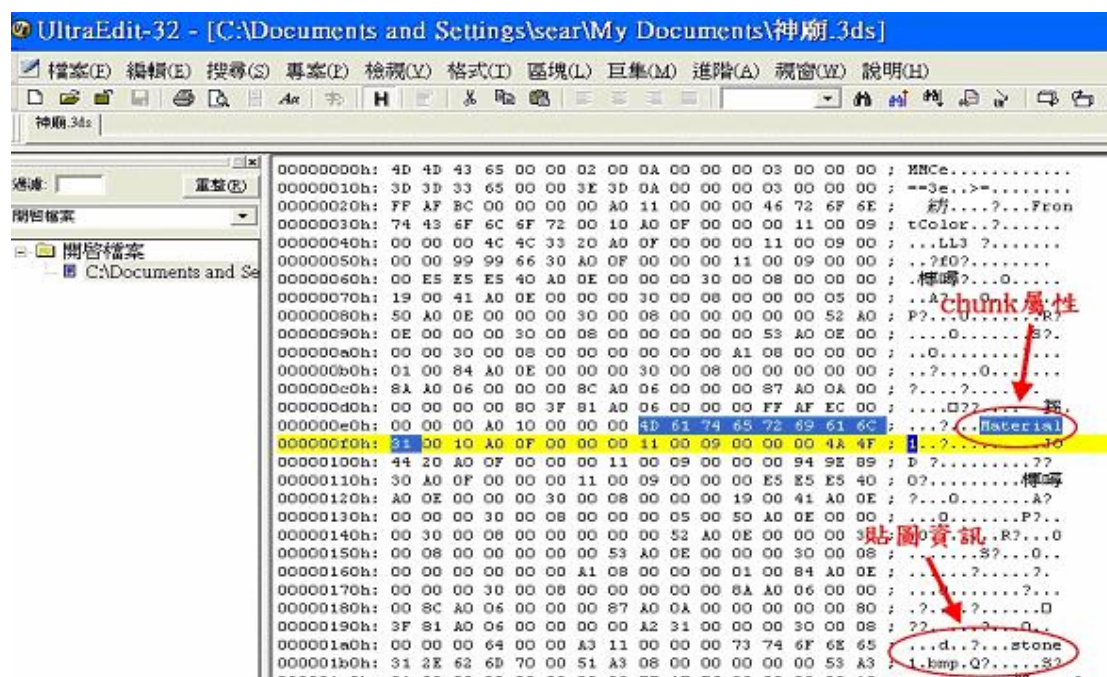 UltraEdit-32 - [C:\Documents and Settings\sear\My Documents\神廟.3ds]
檔案(F) 編輯(E) 搜尋(S) 專案(P) 檢視(V) 格式(T) 區塊(L) 巨集(M) 進階(A) 視窗(W) 說明(H)
神廟.3ds
過濾: 重整(R)
開啓檔案
開啓檔案
C:\Documents and Se
00000000h: 4D 4D 43 65 00 00 02 00 0A 00 00 00 03 00 00 00 ; MMCe............
00000010h: 3D 3D 33 65 00 00 3E 3D 0A 00 00 00 03 00 00 00 ; ==3e..>=........
00000020h: FF AF BC 00 00 00 00 A0 11 00 00 00 46 72 6F 6E ; ....?...Fron
00000030h: 74 43 6F 6C 6F 72 00 10 A0 0F 00 00 00 11 00 09 ; tColor..?.......
00000040h: 00 00 00 4C 4C 33 20 A0 0F 00 00 00 11 00 09 00 ; ...LL3 ?.......
00000050h: 00 00 99 99 66 30 A0 0F 00 00 00 11 00 09 00 00 ; ..?f0?........
00000060h: 00 E5 E5 E5 40 A0 0E 00 00 00 30 00 08 00 00 00 ; ?...0.....
00000070h: 19 00 41 A0 0E 00 00 00 30 00 08 00 00 00 05 00 ; ..A?...0.......
00000080h: 50 A0 0E 00 00 00 30 00 08 00 00 00 00 00 52 A0 ; P?...0.......R?
00000090h: 0E 00 00 00 30 00 08 00 00 00 00 00 53 A0 0E 00 ; ....0.......S?.
000000a0h: 00 00 30 00 08 00 00 00 00 00 A1 08 00 00 00 ; ..0.......
000000b0h: 01 00 84 A0 0E 00 00 00 30 00 08 00 00 00 00 00 ; ..?....0.......
000000c0h: 8A A0 06 00 00 00 8C A0 06 00 00 00 87 A0 0A 00 ; ?....?.......
000000d0h: 00 00 00 00 80 3F 81 A0 06 00 00 00 FF AF EC 00 ; ....□??.....
000000e0h: 00 00 00 A0 10 00 00 00 4D 61 74 65 72 69 61 6C ; ...?...Material
000000f0h: 31 00 10 A0 0F 00 00 00 11 00 09 00 00 00 4A 4F ; 1..?..........JO
00000100h: 44 20 A0 0F 00 00 00 11 00 09 00 00 00 94 9E 89 ; D ?..........??
00000110h: 30 A0 0F 00 00 00 11 00 09 00 00 00 E5 E5 E5 40 ; 0?..........
00000120h: A0 0E 00 00 00 30 00 08 00 00 00 19 00 41 A0 0E ; ?...0.......A?
00000130h: 00 00 00 30 00 08 00 00 00 05 00 50 A0 0E 00 00 ; ...0.......P?..
00000140h: 00 30 00 08 00 00 00 00 00 52 A0 0E 00 00 00 30 ; .0.......R?...0
00000150h: 00 08 00 00 00 00 00 53 A0 0E 00 00 00 30 00 08 ; .......S?...0..
00000160h: 00 00 00 00 00 00 A1 08 00 00 00 01 00 84 A0 0E ; .......?.....?.
00000170h: 00 00 00 30 00 08 00 00 00 00 00 8A A0 06 00 00 ; ...0.......?...
00000180h: 00 8C A0 06 00 00 00 87 A0 0A 00 00 00 00 00 80 ; .?....?......□
00000190h: 3F 81 A0 06 00 00 00 00 A2 31 00 00 00 30 00 08 ; ??.....?...0..
000001a0h: 00 00 00 64 00 00 A3 11 00 00 00 73 74 6F 6E 65 ; ...d..?...stone
000001b0h: 31 2E 62 6D 70 00 51 A3 08 00 00 00 00 00 53 A3 ; 1.bmp.Q?......S?
chunk屬性
貼圖資訊